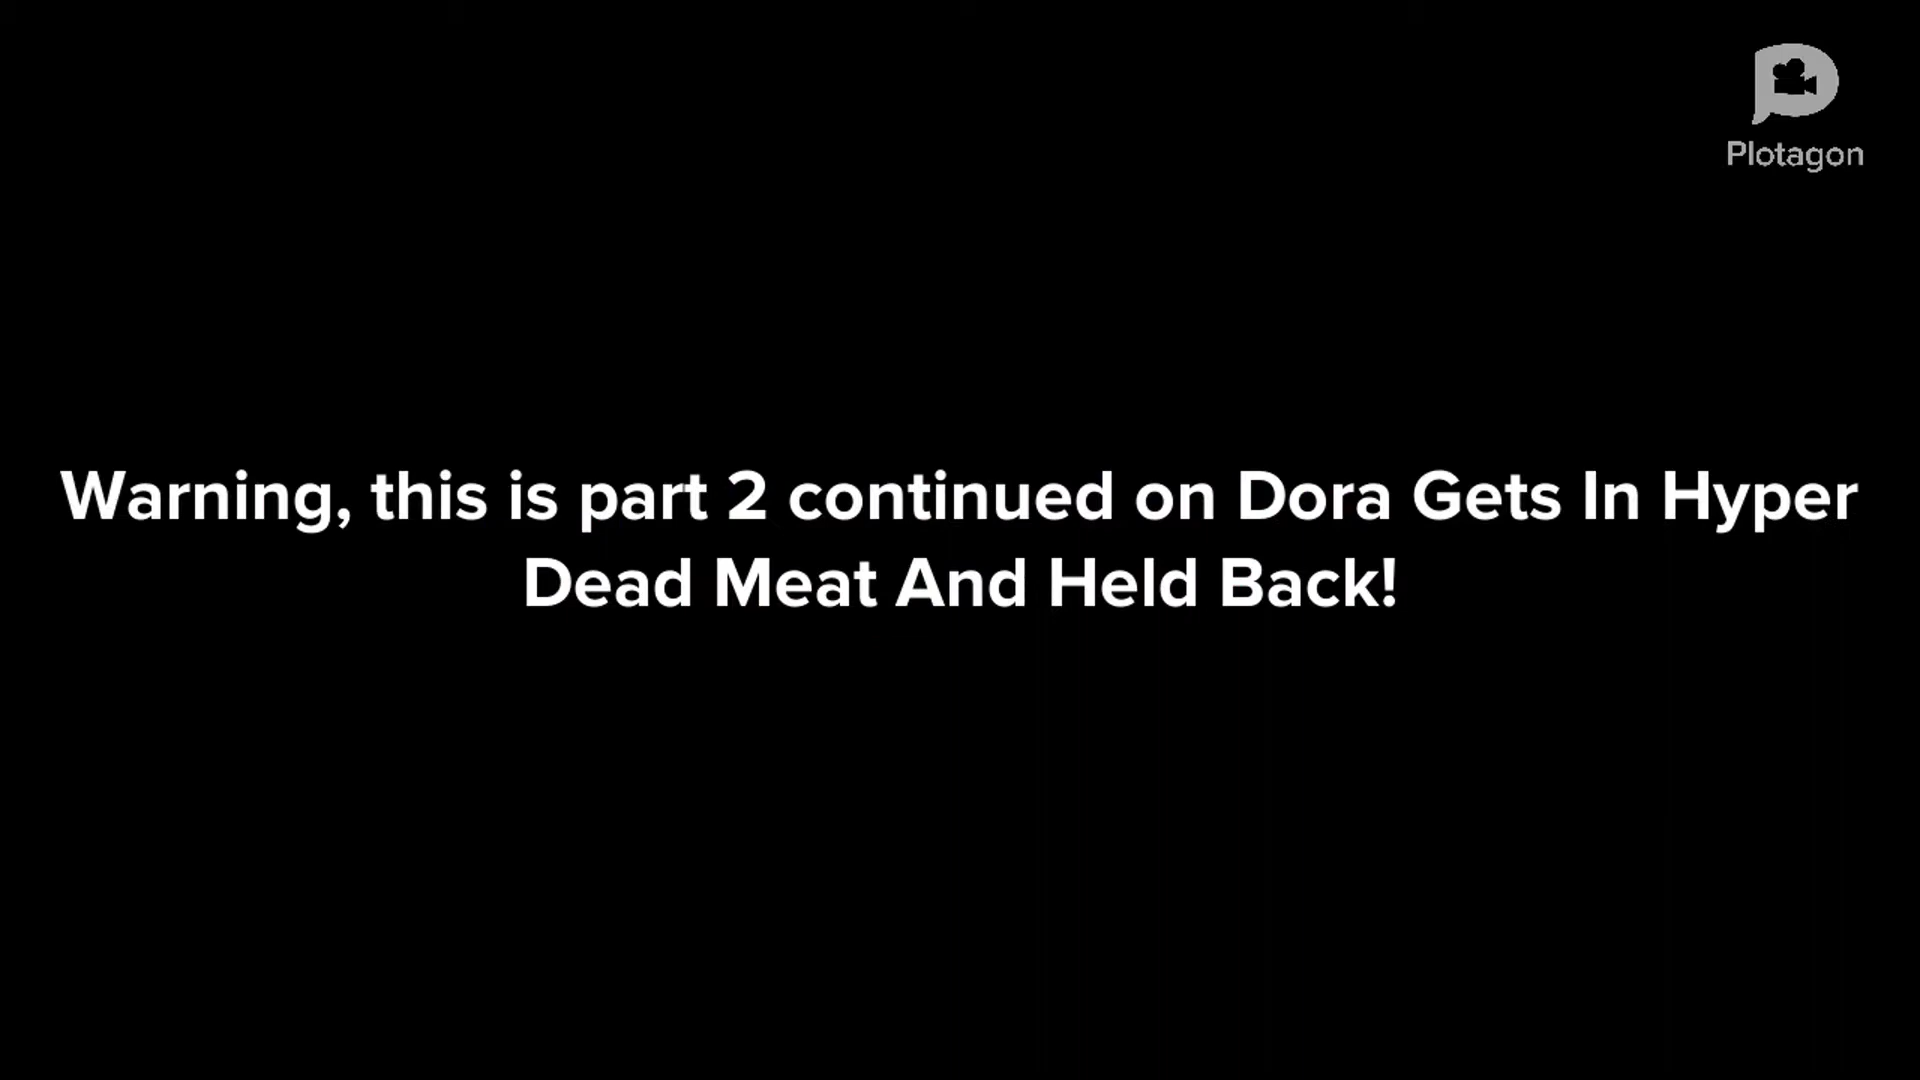 Plotagon
Warning, this is part 2 continued on Dora Gets In Hyper
Dead Meat And Held Back!